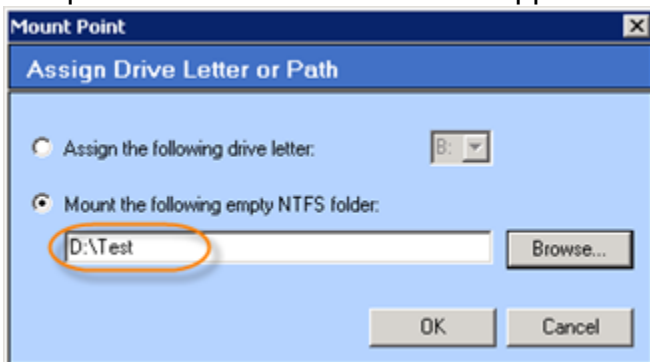 Mount Point
Assign Drive Letter or Path
Assign the following drive letter:
B:
Mount the following empty NTFS folder:
D:\Test
Browse...
OK
Cancel